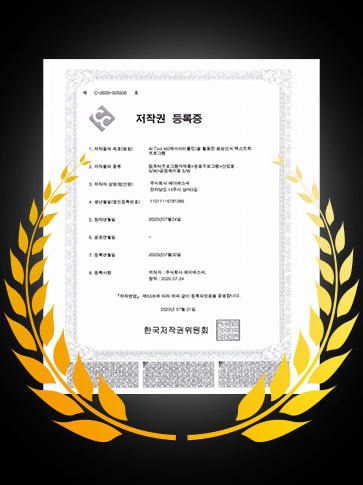 제 C-2020-025330 호
저작권 등록증
1. 저작물의 제호(명칭) AI Tool kit(에이아이툴킷)을 활용한 음성인식 텍스트화
프로그램
2. 저작물의 종류 컴퓨터프로그램저작물>응용프로그램>산업용
S/W>공정제어용 S/W
3. 저작자 성명(법인명) 주식회사 에이에스씨
전라남도 나주시
4. 생년월일(법인등록번호) 110111-5781269
5. 창작연월일 2020년07월24일
6. 공표연월일 -
7. 등록연월일 2020년07월30일
8. 등록사항 저작자 : 주식회사 에이에스씨,
창작 : 2020.07.24
「저작권법」 제53조에 따라 위와 같이 등록되었음을 증명합니다.
2020년 07월 31일
한국저작권위원회